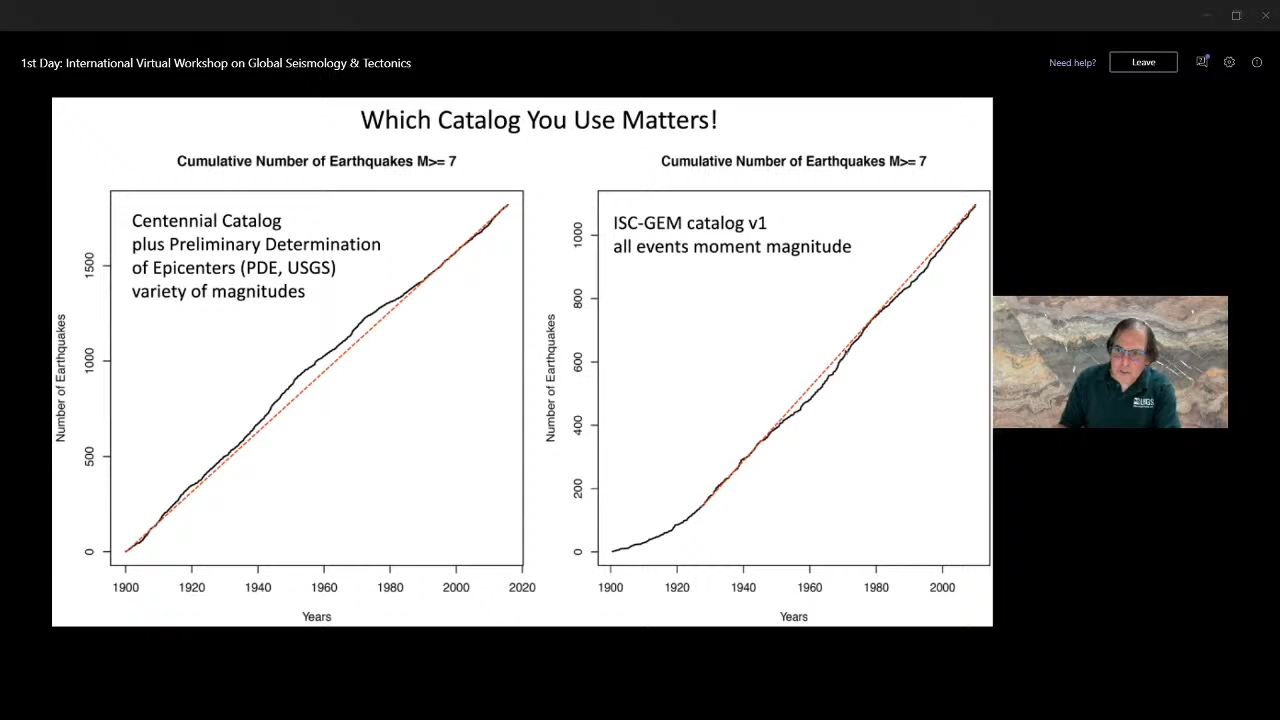 1st Day: International Virtual Workshop on Global Seismology & Tectonics
Need help?
Leave
Which Catalog You Use Matters!
Cumulative Number of Earthquakes M>= 7
Centennial Catalog
plus Preliminary Determination
of Epicenters (PDE, USGS)
variety of magnitudes
Number of Earthquakes
0
500
1000
1500
1900 1920 1940 1960 1980 2000 2020
Years
Cumulative Number of Earthquakes M>= 7
ISC-GEM catalog v1
all events moment magnitude
Number of Earthquakes
0
200
400
600
800
1000
1900 1920 1940 1960 1980 2000
Years
USGS